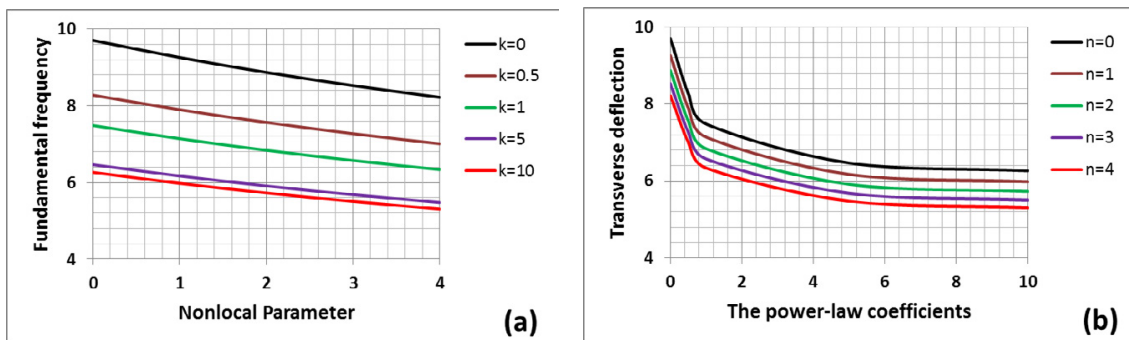 Fundamental frequency
10
8
6
4
0
1
2
3
4
Nonlocal Parameter
k=0
k=0.5
k=1
k=5
k=10
(a)
Transverse deflection
10
8
6
4
0
2
4
6
8
10
The power-law coefficients
n=0
n=1
n=2
n=3
n=4
(b)